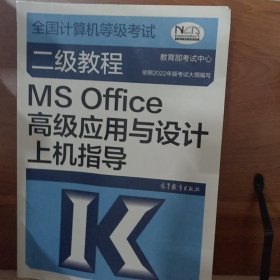 全国计算机等级考试
NCR
二级教程
教育部考试中心
依照2022年版考试大纲编写
MS Office
高级应用与设计
上机指导
高等教育出版社